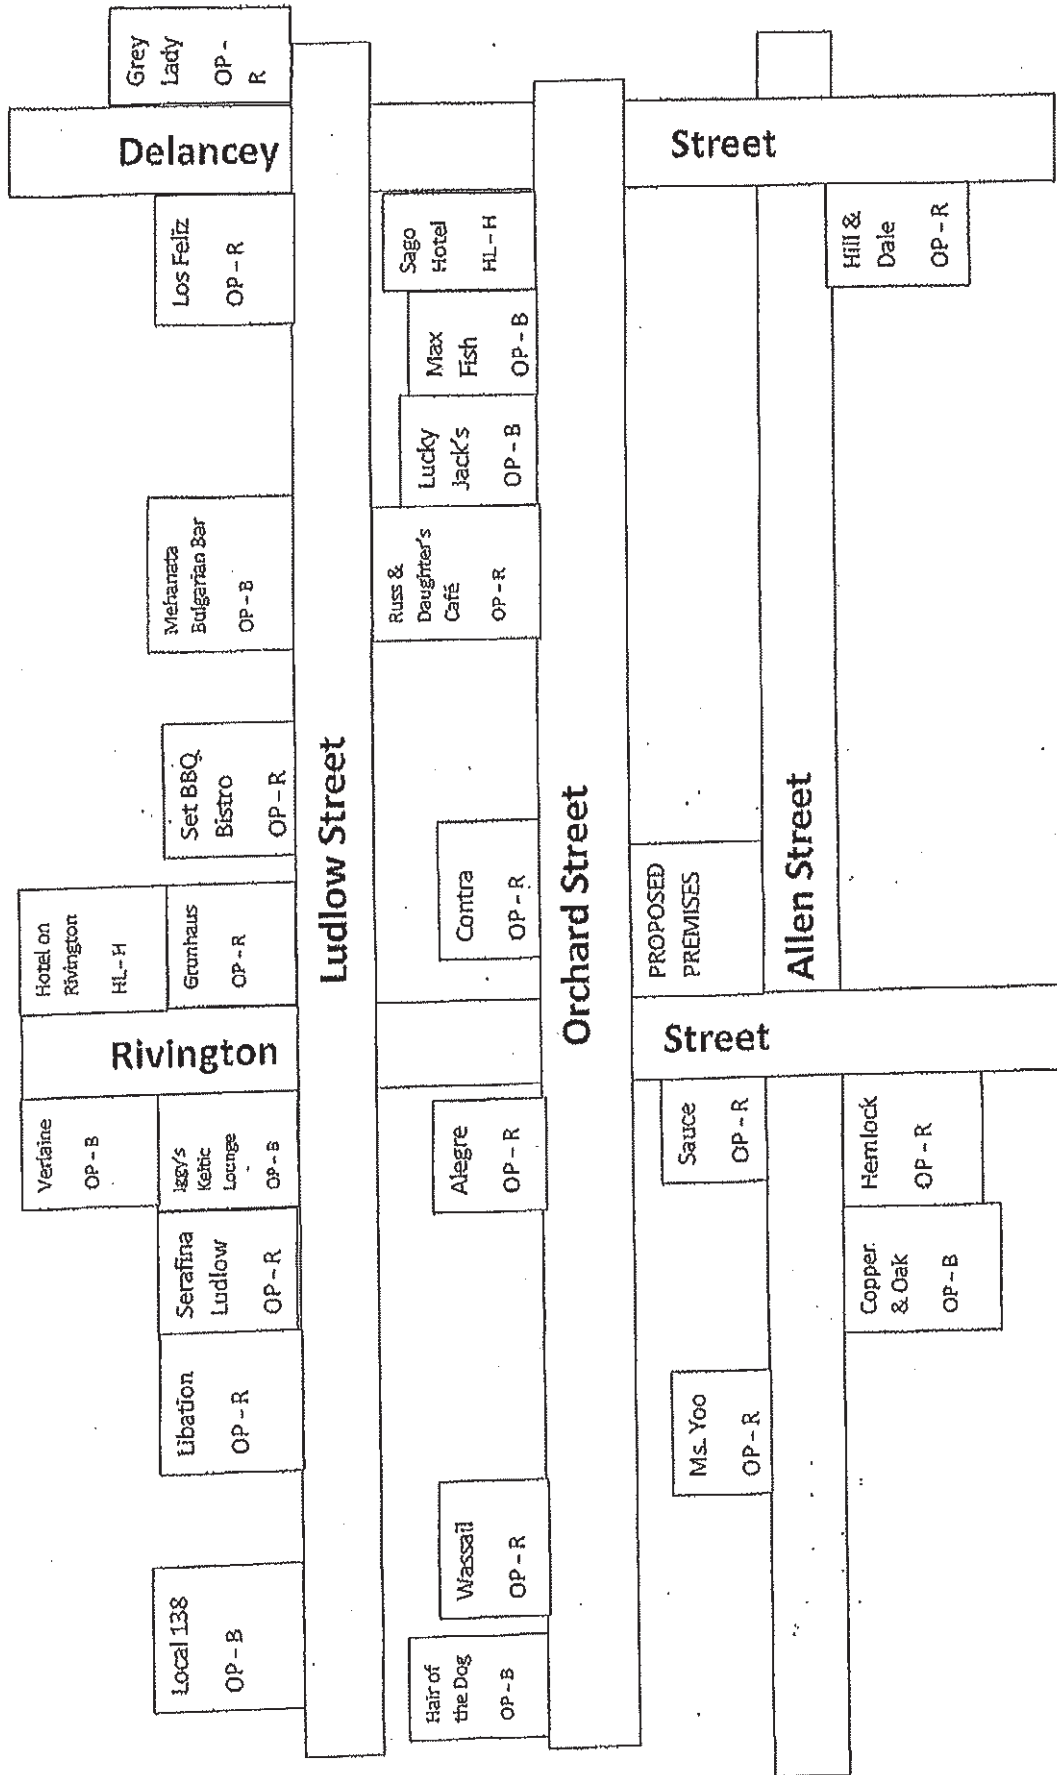 Grey
Lady
OP -
R
Delancey
Street
Los Feliz
OP - R
Sago
Hotel
HL - H
Hill &
Dale
OP - R
Max
Fish
OP - B
Lucky
Jack's
OP - B
Mehanata
Bulgarian Bar
OP - B
Russ &
Daughter's
Café
OP - R
Set BBQ
Bistro
OP - R
Ludlow Street
Contra
OP - R
Orchard Street
PROPOSED
PREMISES
Allen Street
Hotel on
Rivington
HL - H
Grunhaus
OP - R
Rivington
Street
Verlaine
OP - B
Iggy's
Keltic
Lounge
OP - B
Alegre
OP - R
Sauce
OP - R
Hemlock
OP - R
Serafina
Ludlow
OP - R
Copper
& Oak
OP - B
Libation
OP - R
Ms. Yoo
OP - R
Wassail
OP - R
Local 138
OP - B
Hair of
the Dog
OP - B